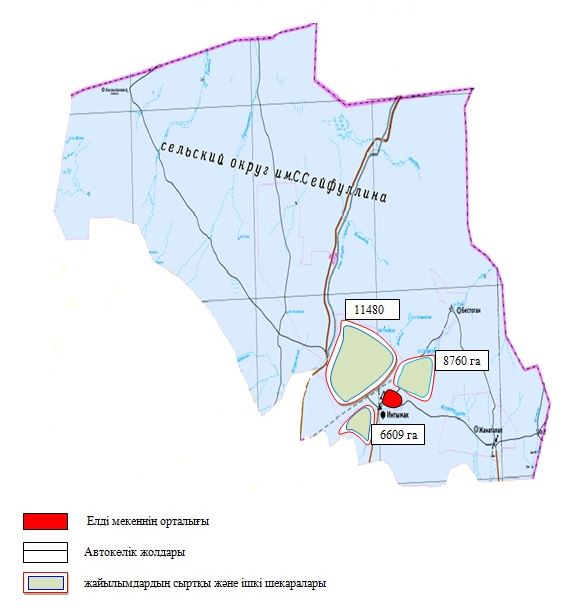 сельский округ им.С.Сейфуллина
11480
Бестоган
8760 га
Интымак
6609 га
Жанаталап
Елді мекеннің орталығы
Автокөлік жолдары
жайылымдардың сыртқы және ішкі шекаралары